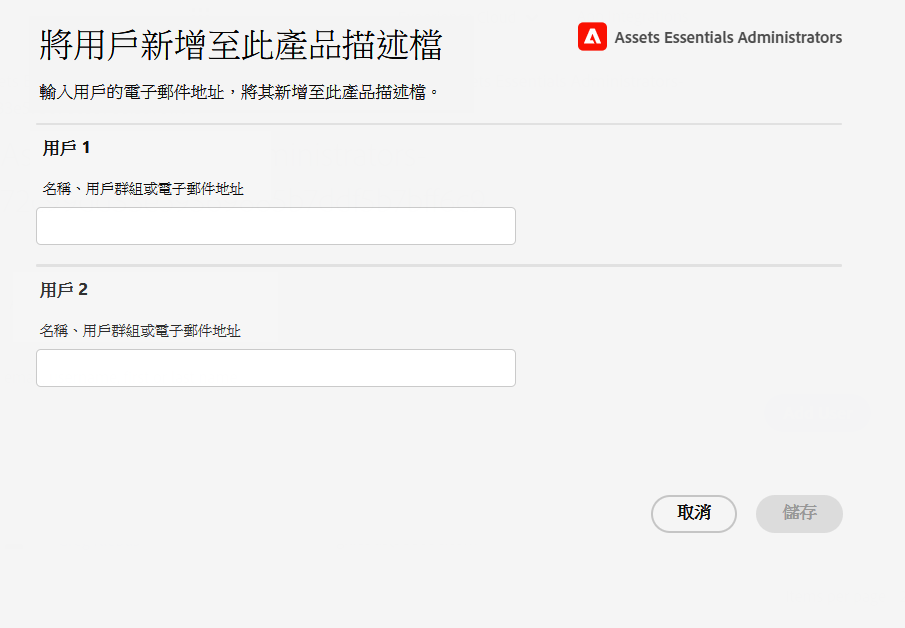 將用戶新增至此產品描述檔
Assets Essentials Administrators
輸入用戶的電子郵件地址，將其新增至此產品描述檔。
用戶 1
名稱、用戶群組或電子郵件地址
用戶 2
名稱、用戶群組或電子郵件地址
取消
儲存